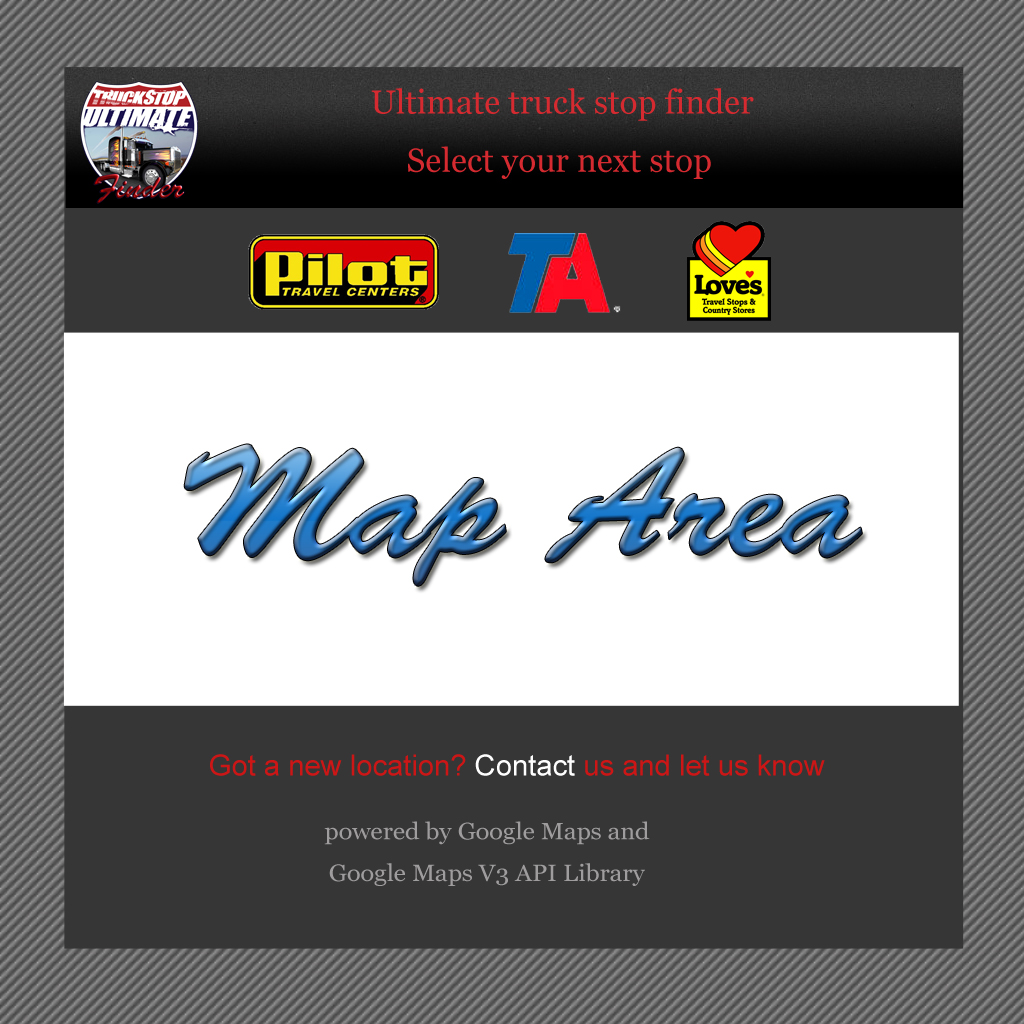 TRUCKSTOP
ULTIMATE
Finder
Ultimate truck stop finder
Select your next stop
Pilot
TRAVEL CENTERS
TA
Love's
Travel Stops &
Country Stores
Map Area
Got a new location? Contact us and let us know
powered by Google Maps and
Google Maps V3 API Library